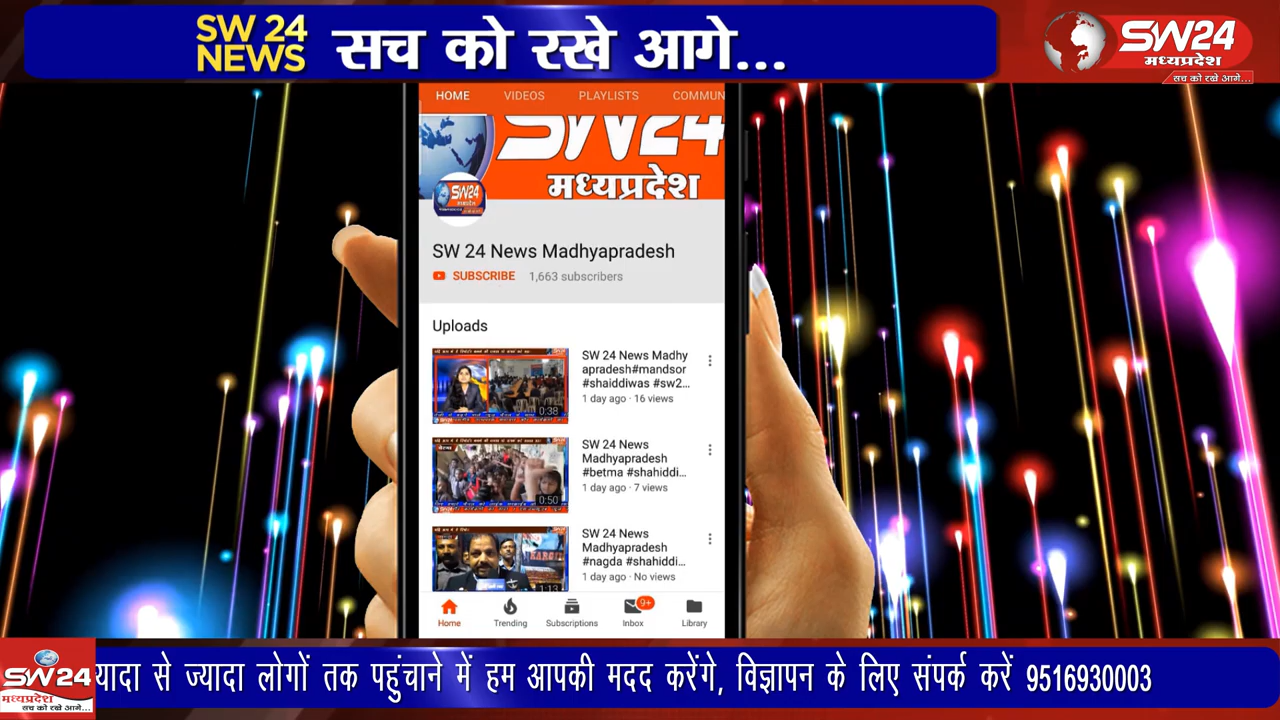 SW 24
NEWS
सच को रखे आगे...
SW24
मध्यप्रदेश
सच को रखे आगे...
HOME VIDEOS PLAYLISTS COMMUN
SW24
मध्यप्रदेश
SW24
SW 24 News Madhyapradesh
SUBSCRIBE 1,663 subscribers
Uploads
SW 24 News Madhy
apradesh#mandsor
#shaiddiwas #sw2...
1 day ago · 16 views
0:38
SW 24 News
Madhyapradesh
#betma #shahiddi...
1 day ago · 7 views
0:50
SW 24 News
Madhyapradesh
#nagda #shahiddi...
1 day ago · No views
1:13
9+
Home Trending Subscriptions Inbox Library
SW24
मध्यप्रदेश
सच को रखे आगे...
यादा से ज्यादा लोगों तक पहुंचाने में हम आपकी मदद करेंगे, विज्ञापन के लिए संपर्क करें 9516930003